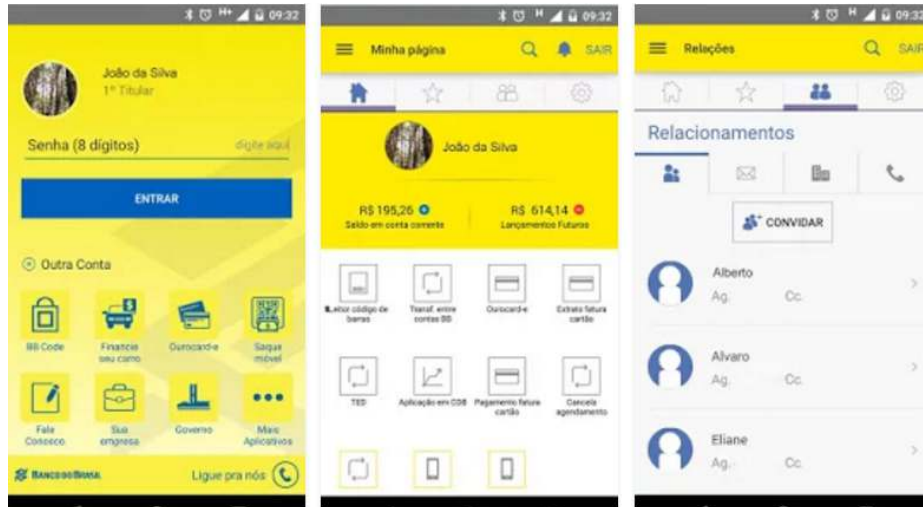 H+ 09:32
João da Silva
1º Titular
Senha (8 dígitos) digite aqui
ENTRAR
Outra Conta
BB Code
Financie seu carro
Ourocard-e
Saque móvel
Fale Conosco
Sua empresa
Governo
Mais Aplicativos
BANCO DO BRASIL
Ligue pra nós
H 09:32
Minha página SAIR
João da Silva
R$ 195,26
Saldo em conta corrente
R$ 614,14
Lançamentos Futuros
Leitor código de barras
Transf. entre contas BB
Ourocard-e
Extrato fatura cartão
TED
Aplicação em CDB
Pagamento fatura cartão
Cancela agendamento
H 09:32
Relações SAIR
Relacionamentos
CONVIDAR
Alberto
Ag. Cc.
Alvaro
Ag. Cc.
Eliane
Ag. Cc.